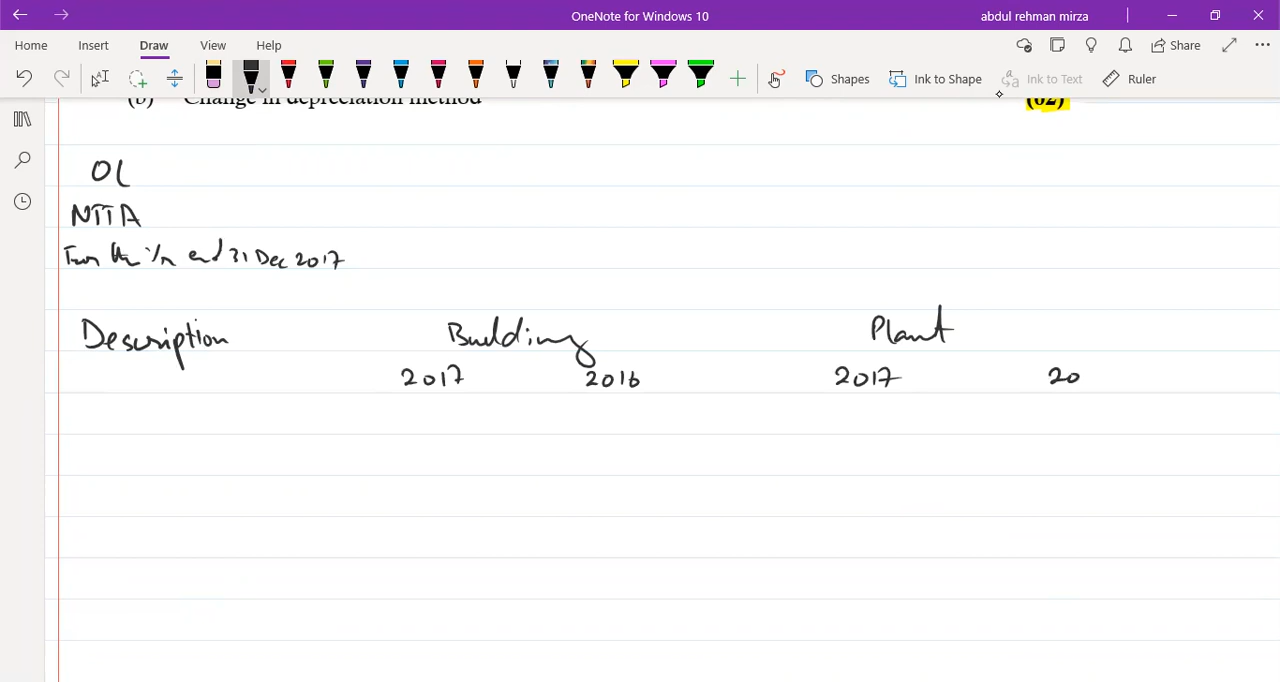 OneNote for Windows 10
abdul rehman mirza
Home Insert Draw View Help Share
Shapes Ink to Shape Ink to Text Ruler
(b) Change in depreciation method (02)
OL
NTTA
For the Y/R end 31 Dec 2017
Description Building Plant
2017 2016 2017 20